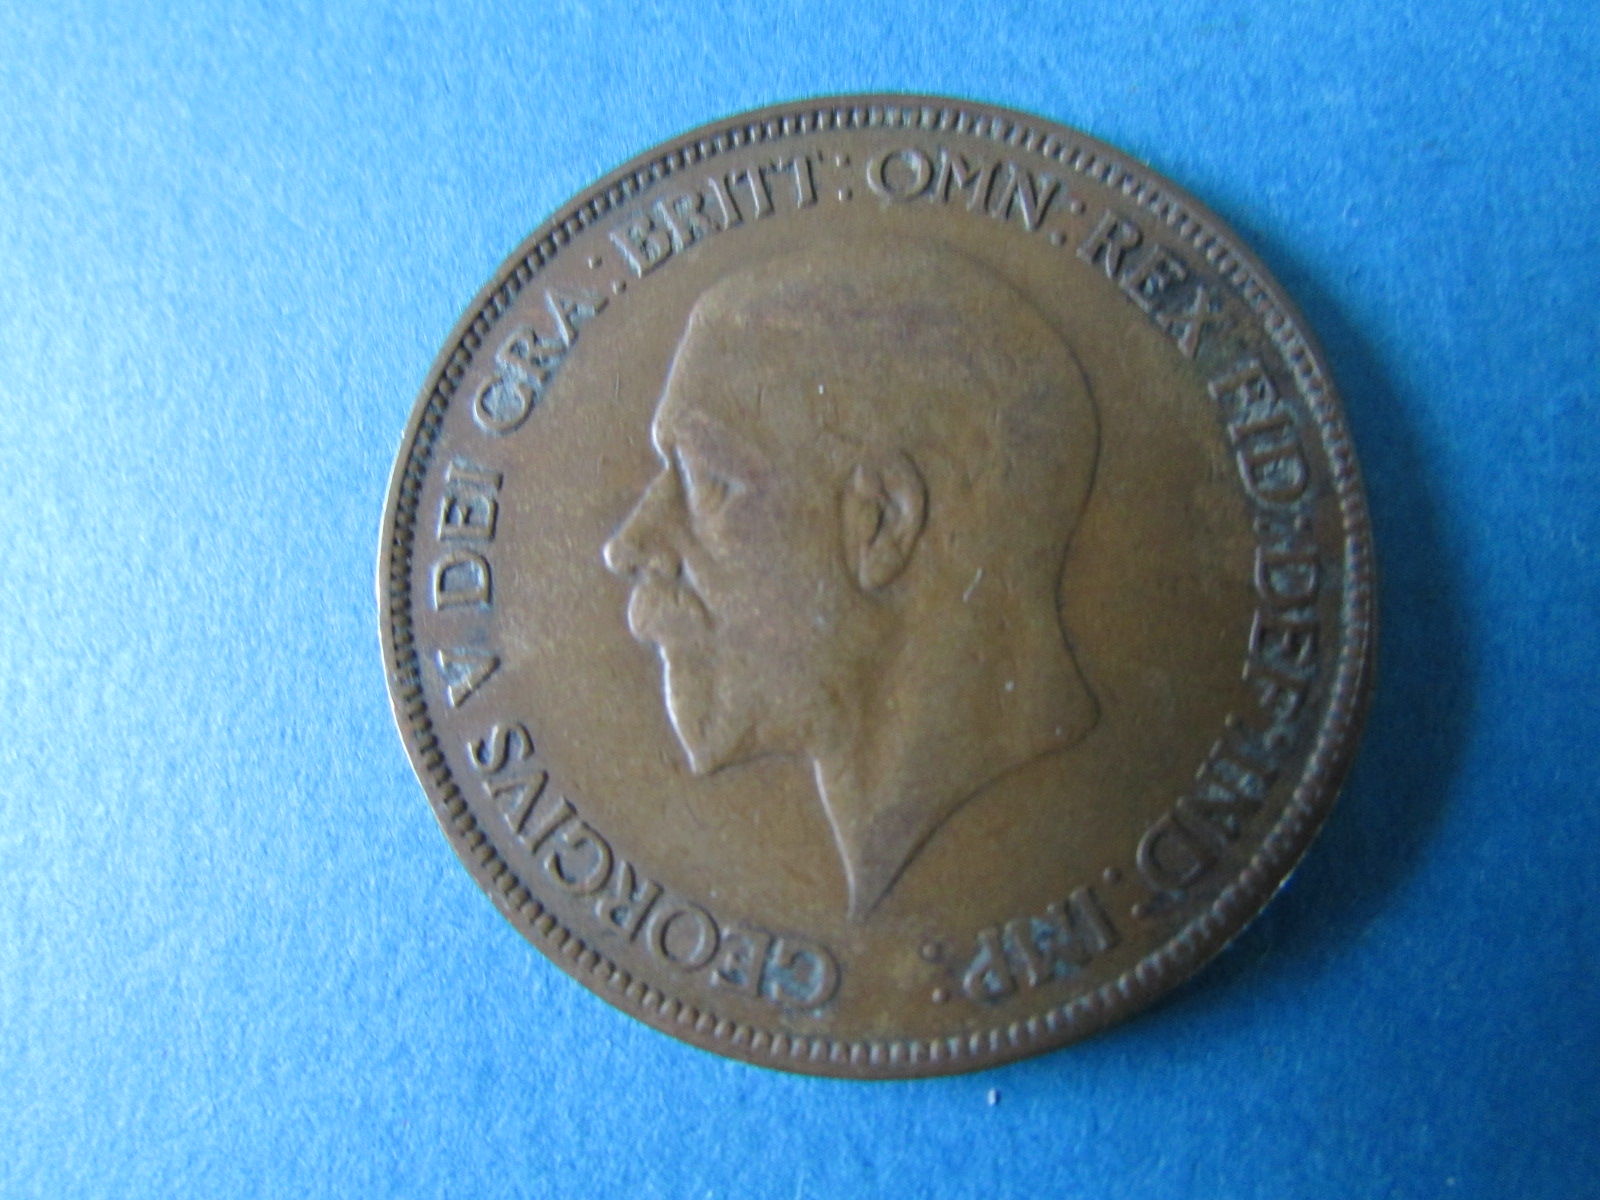 GEORGIVS V DEI GRA: BRITT: OMN: REX FID: DEF: IND: IMP: